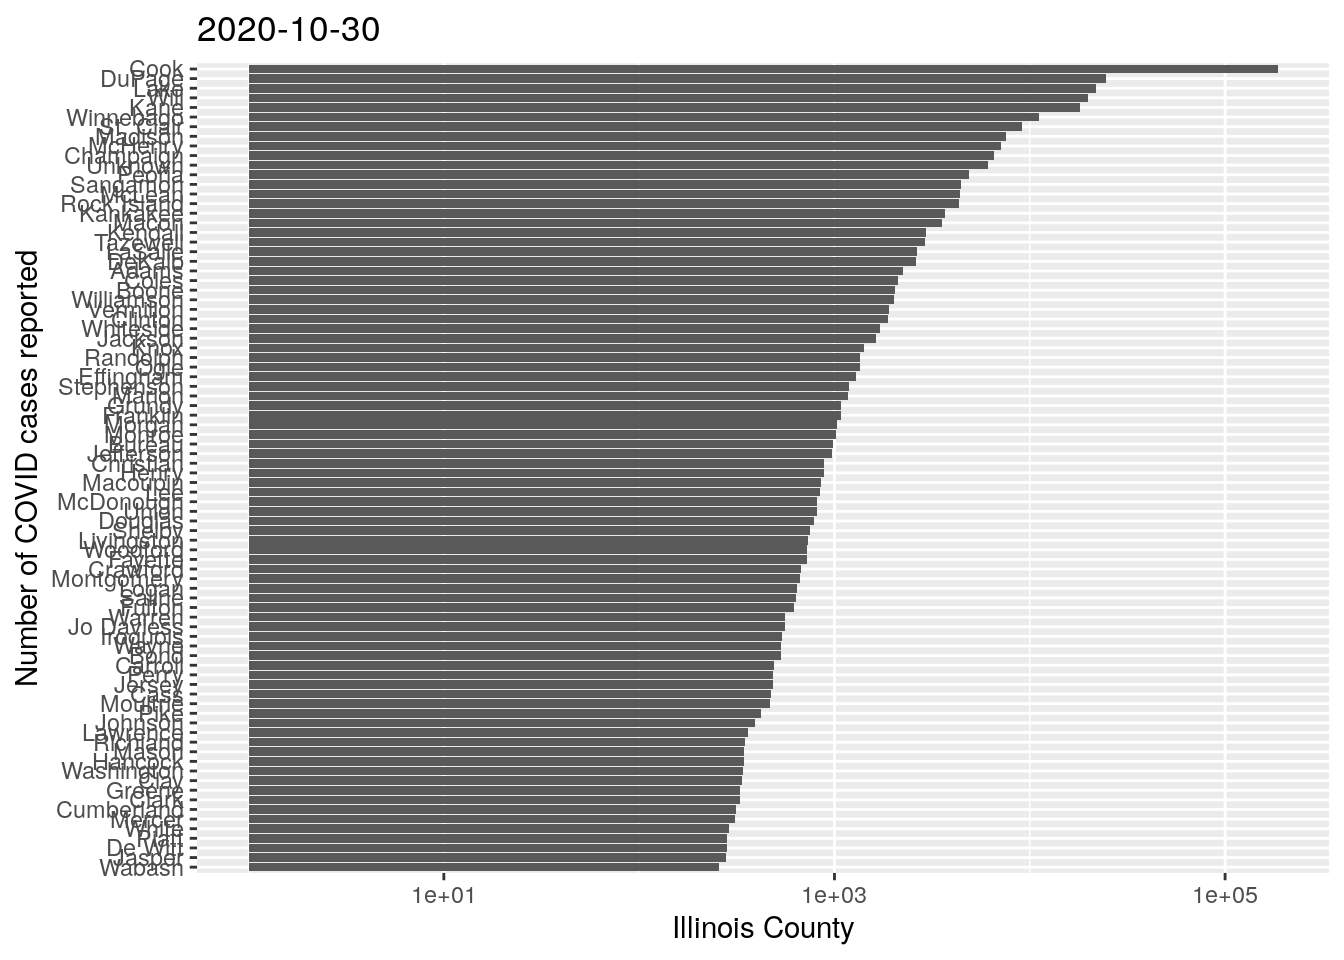 2020-10-30
Cook
DuPage
Lake
Will
Kane
Winnebago
St. Clair
Madison
McHenry
Champaign
Unknown
Peoria
Sangamon
McLean
Rock Island
Kankakee
Macon
Kendall
Tazewell
LaSalle
DeKalb
Adams
Coles
Boone
Williamson
Vermilion
Clinton
Whiteside
Jackson
Knox
Randolph
Ogle
Effingham
Stephenson
Marion
Grundy
Franklin
Morgan
Monroe
Bureau
Jefferson
Christian
Henry
Macoupin
Lee
McDonough
Union
Douglas
Shelby
Livingston
Woodford
Fayette
Crawford
Montgomery
Logan
Saline
Fulton
Warren
Jo Daviess
Iroquois
Wayne
Bond
Carroll
Perry
Jersey
Cass
Moultrie
Pike
Johnson
Lawrence
Richland
Mason
Hancock
Washington
Clay
Greene
Clark
Cumberland
Mercer
White
Piatt
De Witt
Jasper
Wabash
Number of COVID cases reported
1e+01
1e+03
1e+05
Illinois County